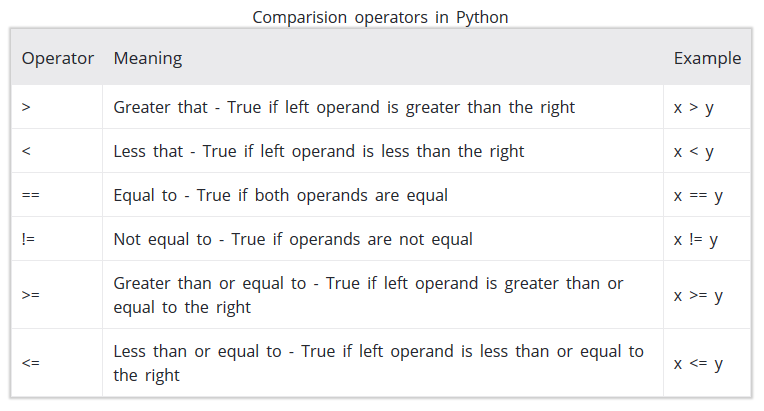 Comparision operators in Python
Operator Meaning Example
> Greater that - True if left operand is greater than the right x > y
< Less that - True if left operand is less than the right x < y
== Equal to - True if both operands are equal x == y
!= Not equal to - True if operands are not equal x != y
>= Greater than or equal to - True if left operand is greater than or x >= y
equal to the right
<= Less than or equal to - True if left operand is less than or equal to x <= y
the right